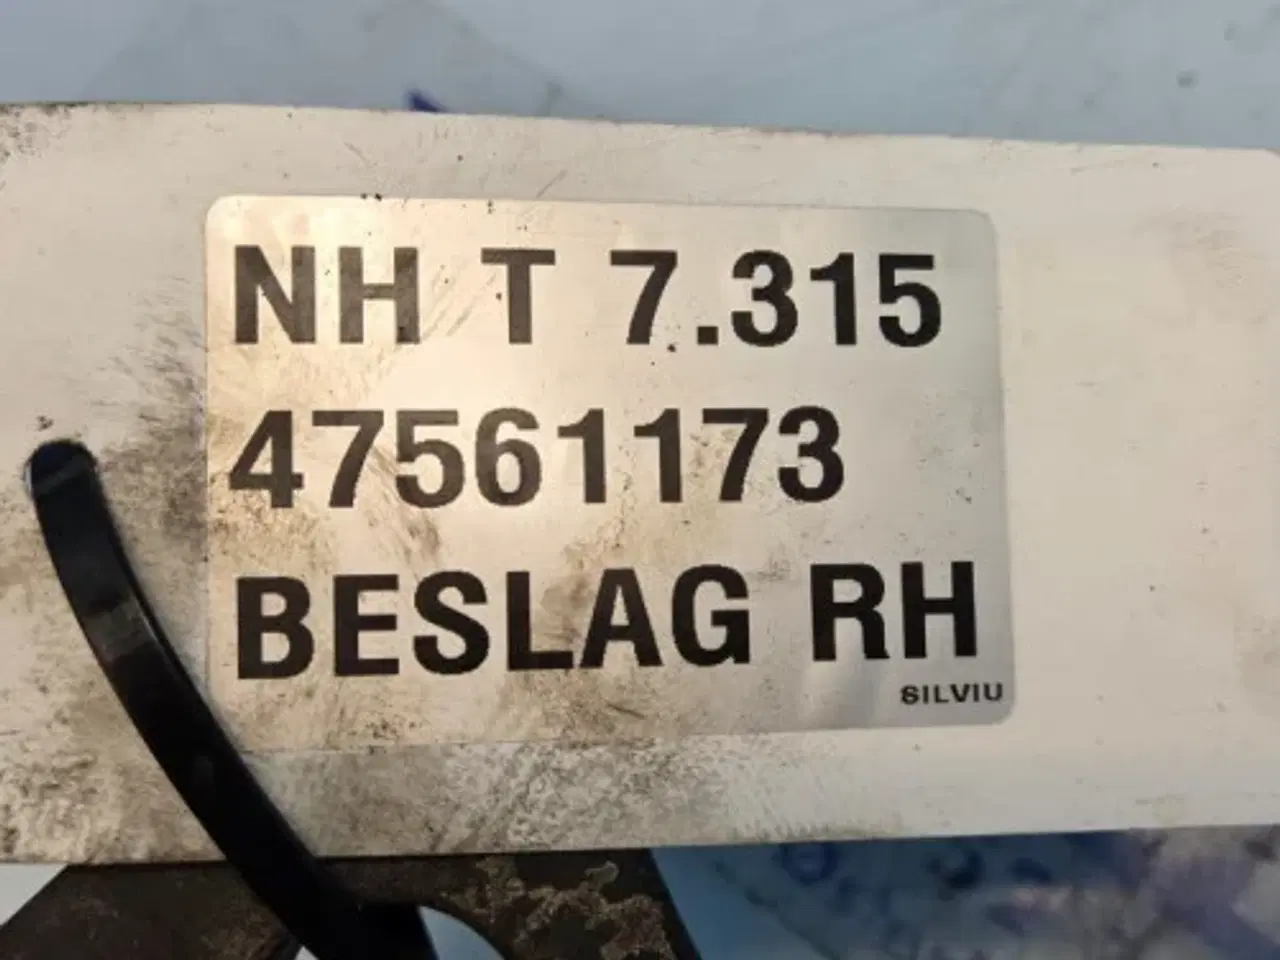 NH T 7.315
47561173
BESLAG RH
SILVIU